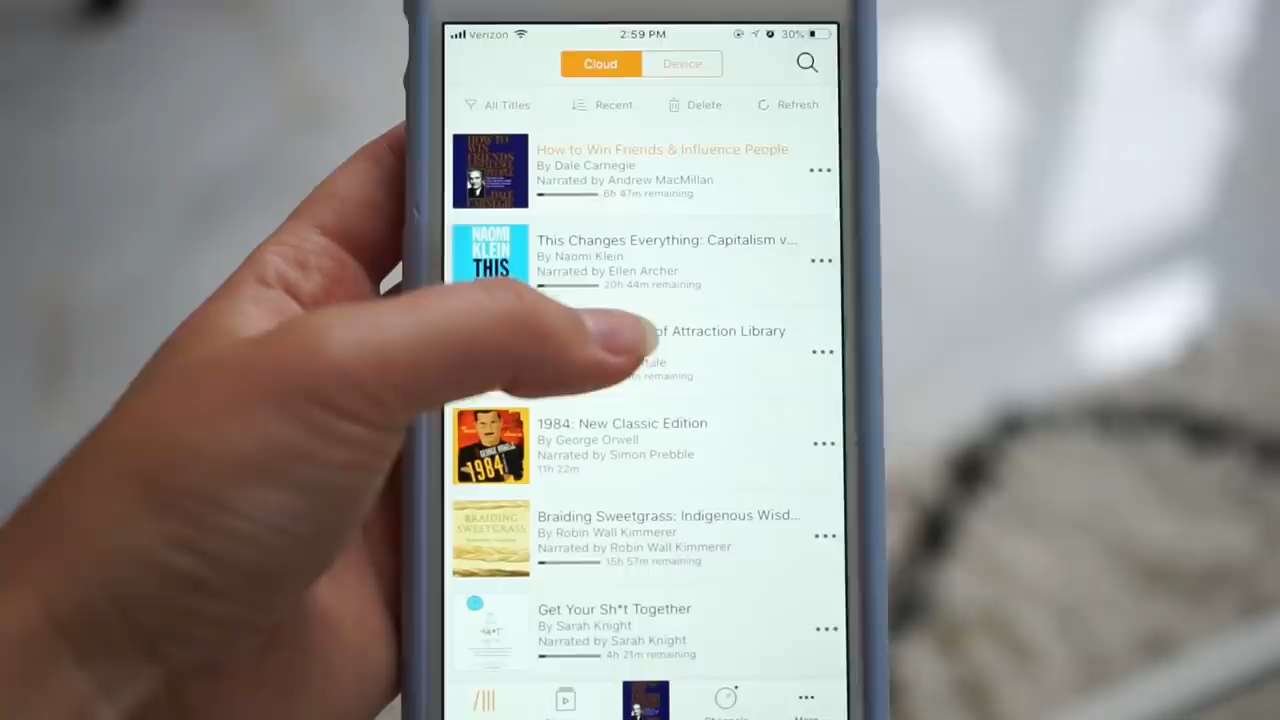 Verizon 2:59 PM 30%
Cloud Device
All Titles Recent Delete Refresh
HOW TO
WIN
FRIENDS
How to Win Friends & Influence People
By Dale Carnegie
Narrated by Andrew MacMillan
6h 47m remaining
NAOMI
KLEIN
THIS
This Changes Everything: Capitalism v...
By Naomi Klein
Narrated by Ellen Archer
20h 44m remaining
of Attraction Library
remaining
1984
1984: New Classic Edition
By George Orwell
Narrated by Simon Prebble
11h 22m
BRAIDING
SWEETGRASS
Braiding Sweetgrass: Indigenous Wisd...
By Robin Wall Kimmerer
Narrated by Robin Wall Kimmerer
15h 57m remaining
Get Your Sh*t Together
By Sarah Knight
Narrated by Sarah Knight
4h 21m remaining